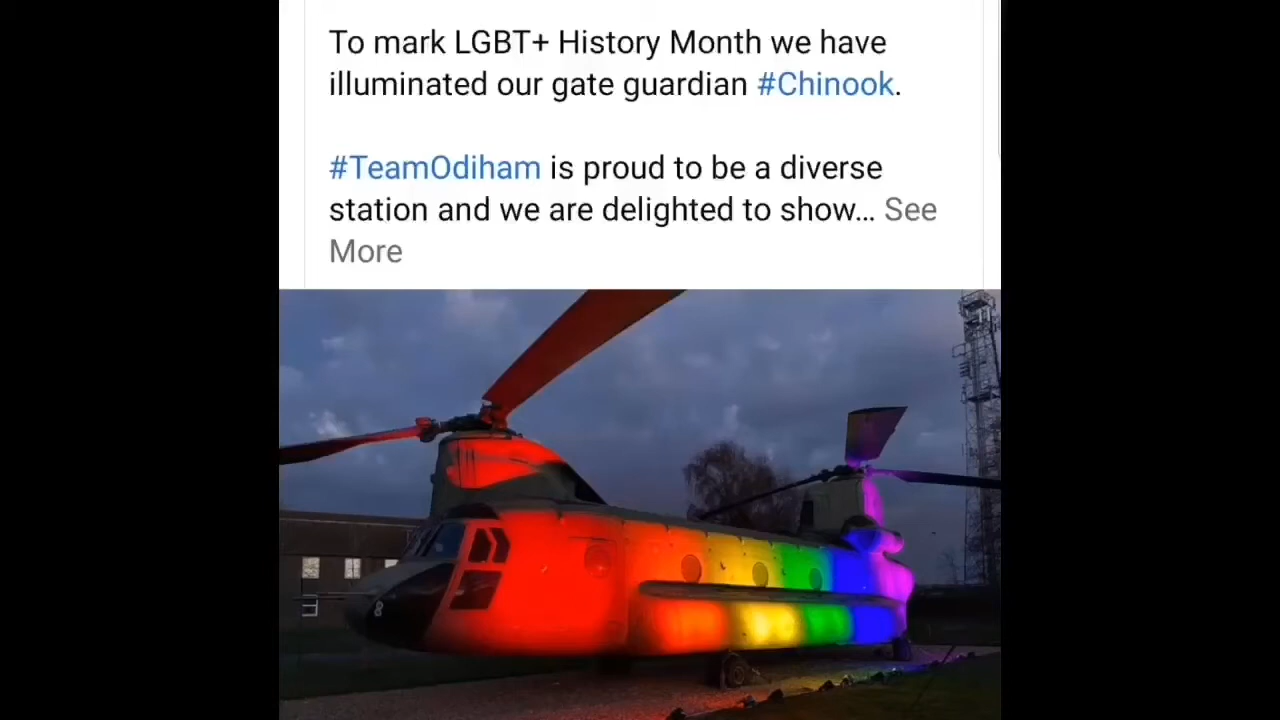 To mark LGBT+ History Month we have
illuminated our gate guardian #Chinook.
#TeamOdiham is proud to be a diverse
station and we are delighted to show... See
More
8